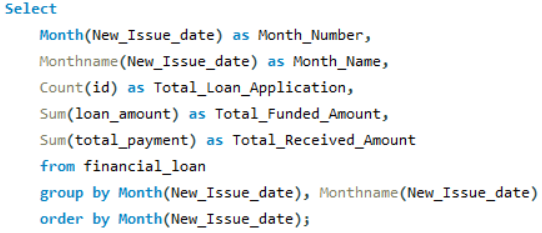 Select
Month(New_Issue_date) as Month_Number,
Monthname(New_Issue_date) as Month_Name,
Count(id) as Total_Loan_Application,
Sum(loan_amount) as Total_Funded_Amount,
Sum(total_payment) as Total_Received_Amount
from financial_loan
group by Month(New_Issue_date), Monthname(New_Issue_date)
order by Month(New_Issue_date);